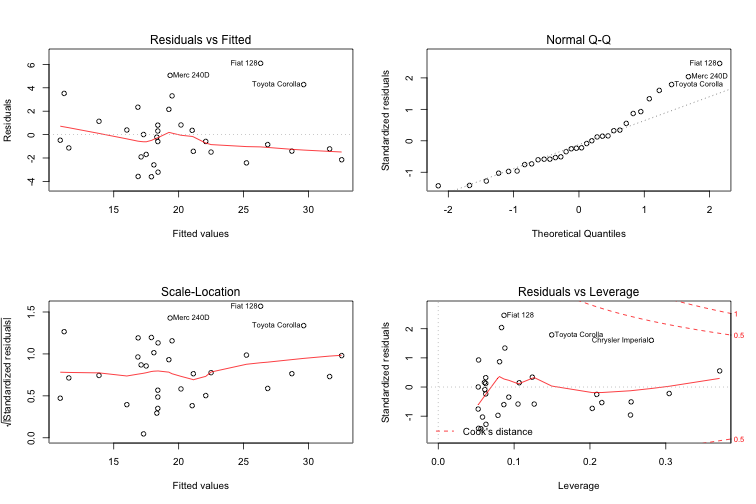 Residuals vs Fitted
Residuals
6
4
2
0
-2
-4
Fiat 128
Merc 240D
Toyota Corolla
15
20
25
30
Fitted values
Normal Q-Q
Standardized residuals
2
1
0
-1
Fiat 128
Merc 240D
Toyota Corolla
-2
-1
0
1
2
Theoretical Quantiles
Scale-Location
√|Standardized residuals|
1.5
1.0
0.5
0.0
Fiat 128
Merc 240D
Toyota Corolla
15
20
25
30
Fitted values
Residuals vs Leverage
Standardized residuals
2
1
0
-1
Fiat 128
Toyota Corolla
Chrysler Imperial
1
0.5
0.5
Cook's distance
0.0
0.1
0.2
0.3
Leverage